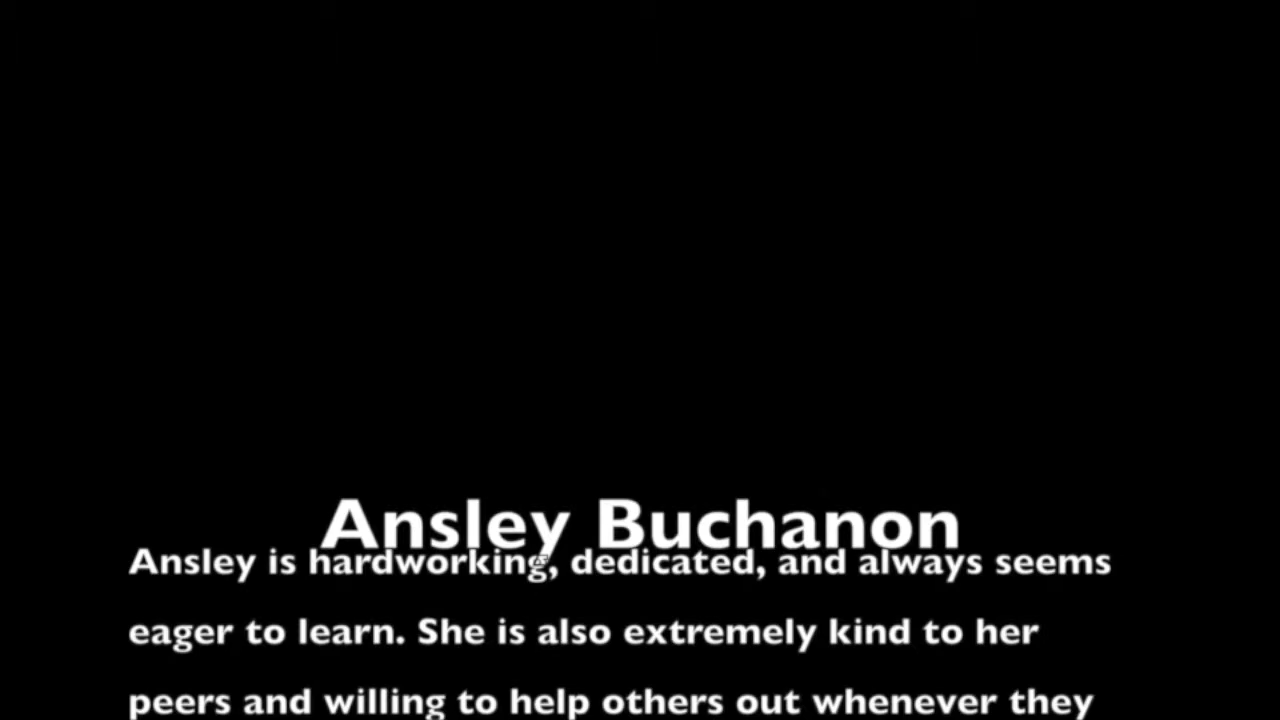 Ansley Buchanon
Ansley is hardworking, dedicated, and always seems
eager to learn. She is also extremely kind to her
peers and willing to help others out whenever they